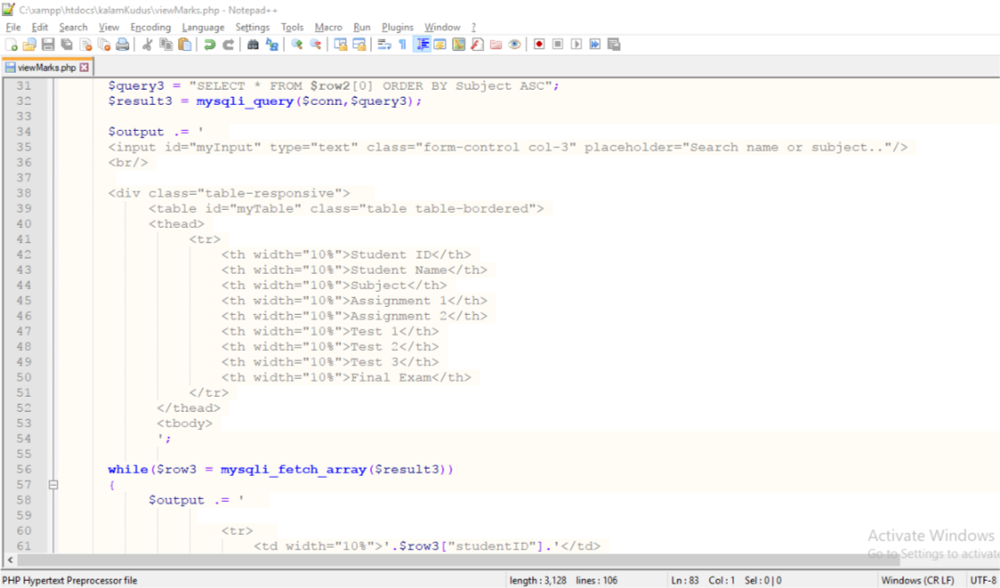 C:\xampp\htdocs\kalamKudus\viewMarks.php - Notepad++
File Edit Search View Encoding Language Settings Tools Macro Run Plugins Window ?
viewMarks.php
31 $query3 = "SELECT * FROM $row2[0] ORDER BY Subject ASC";
32 $result3 = mysqli_query($conn,$query3);
33
34 $output .= '
35 <input id="myInput" type="text" class="form-control col-3" placeholder="Search name or subject.."/>
36 <br/>
37
38 <div class="table-responsive">
39 <table id="myTable" class="table table-bordered">
40 <thead>
41 <tr>
42 <th width="10%">Student ID</th>
43 <th width="10%">Student Name</th>
44 <th width="10%">Subject</th>
45 <th width="10%">Assignment 1</th>
46 <th width="10%">Assignment 2</th>
47 <th width="10%">Test 1</th>
48 <th width="10%">Test 2</th>
49 <th width="10%">Test 3</th>
50 <th width="10%">Final Exam</th>
51 </tr>
52 </thead>
53 <tbody>
54 ';
55
56 while($row3 = mysqli_fetch_array($result3))
57 {
58 $output .= '
59
60 <tr>
61 <td width="10%">'.$row3["studentID"].'</td>
Activate Windows
Go to Settings to activate
PHP Hypertext Preprocessor file length : 3,128 lines : 106 Ln : 83 Col : 1 Sel : 0 | 0 Windows (CR LF) UTF-8